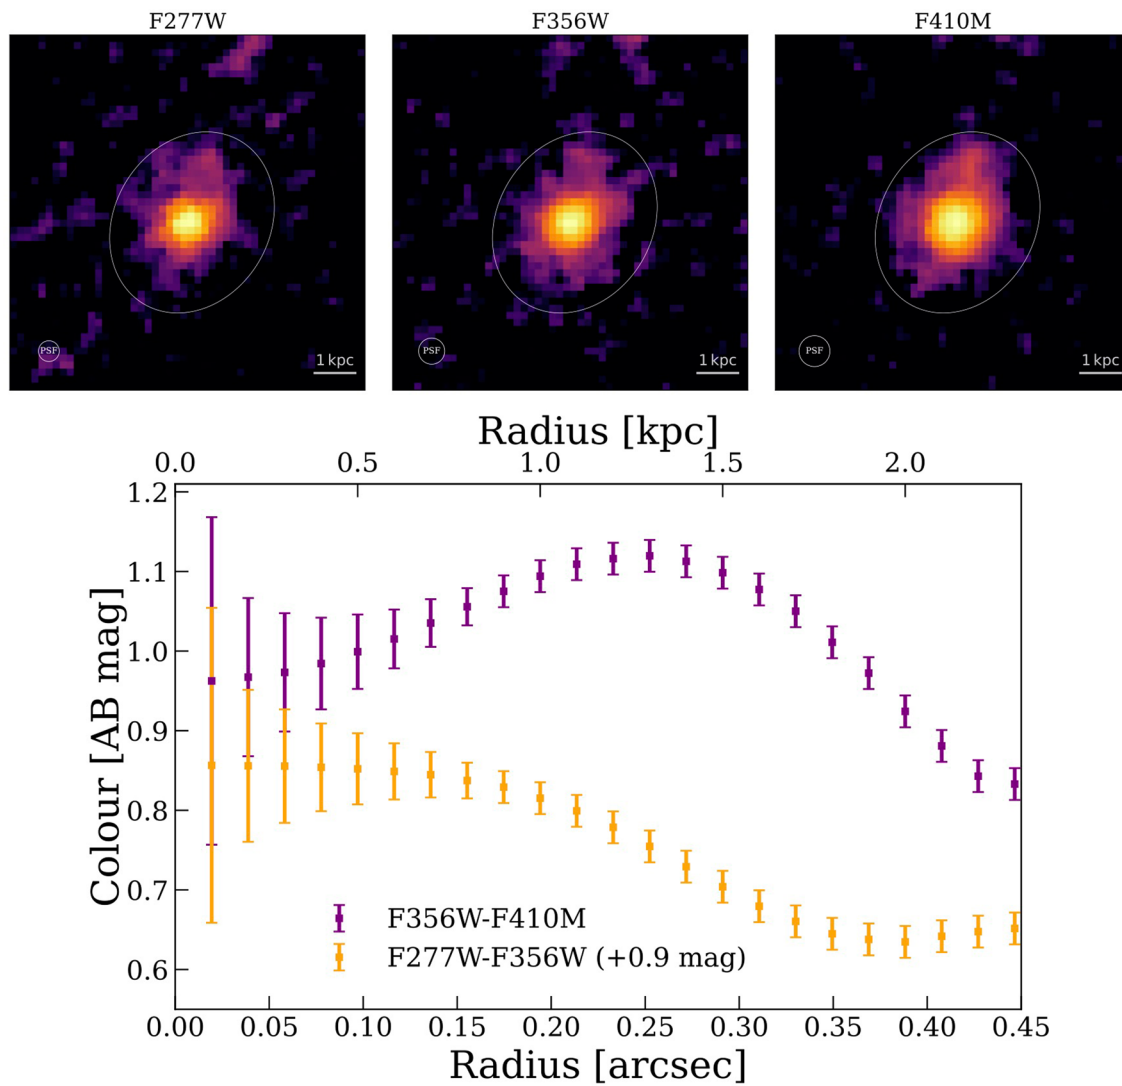 F277W F356W F410M
PSF 1 kpc PSF 1 kpc PSF 1 kpc
Radius [kpc]
0.0 0.5 1.0 1.5 2.0
Colour [AB mag]
1.2
1.1
1.0
0.9
0.8
0.7
0.6
F356W-F410M
F277W-F356W (+0.9 mag)
0.00 0.05 0.10 0.15 0.20 0.25 0.30 0.35 0.40 0.45
Radius [arcsec]